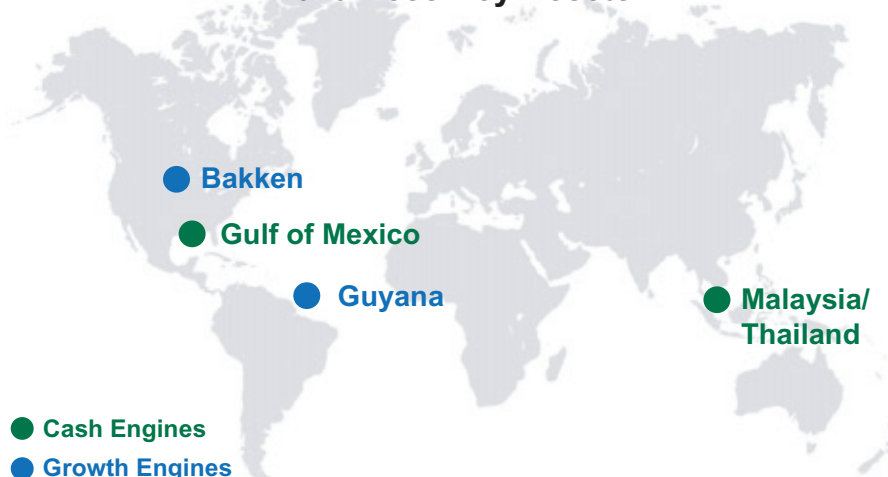 Bakken
Gulf of Mexico
Guyana
Malaysia/
Thailand
Cash Engines
Growth Engines